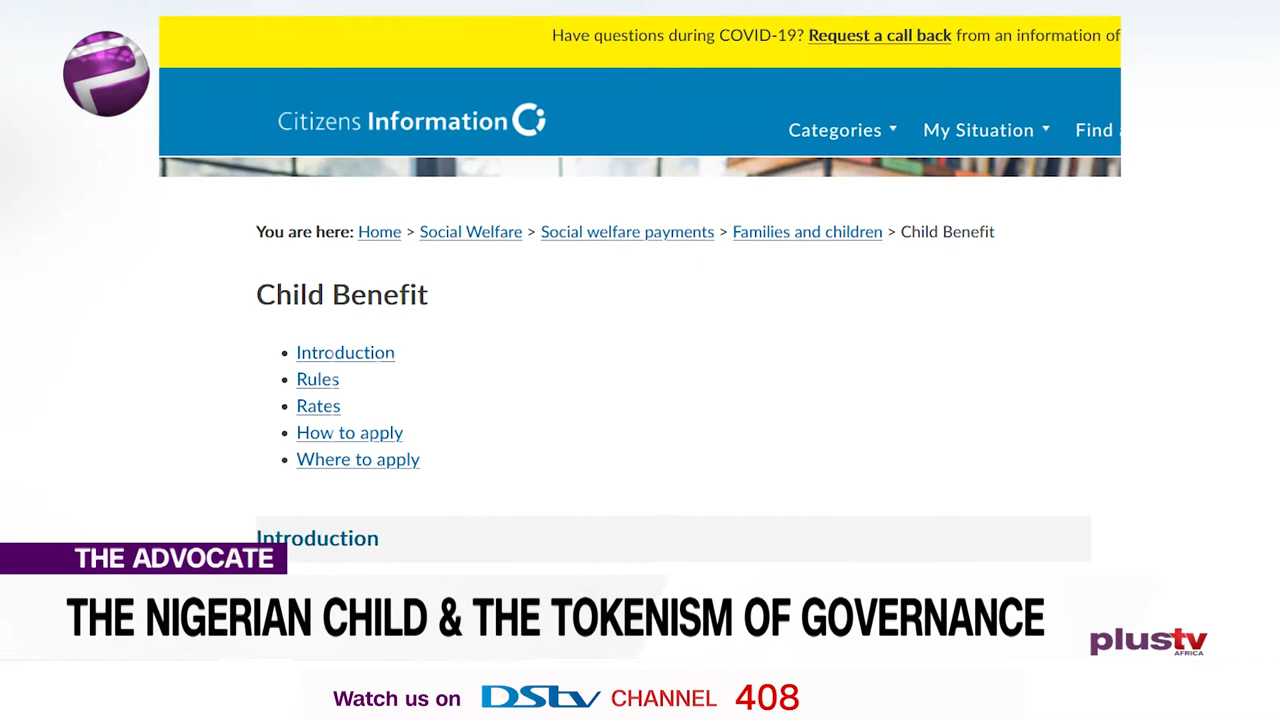 Have questions during COVID-19? Request a call back from an information of
Citizens Information
Categories My Situation Find
You are here: Home > Social Welfare > Social welfare payments > Families and children > Child Benefit
Child Benefit
Introduction
Rules
Rates
How to apply
Where to apply
Introduction
THE ADVOCATE
THE NIGERIAN CHILD & THE TOKENISM OF GOVERNANCE
plustv
AFRICA
Watch us on DStv CHANNEL 408